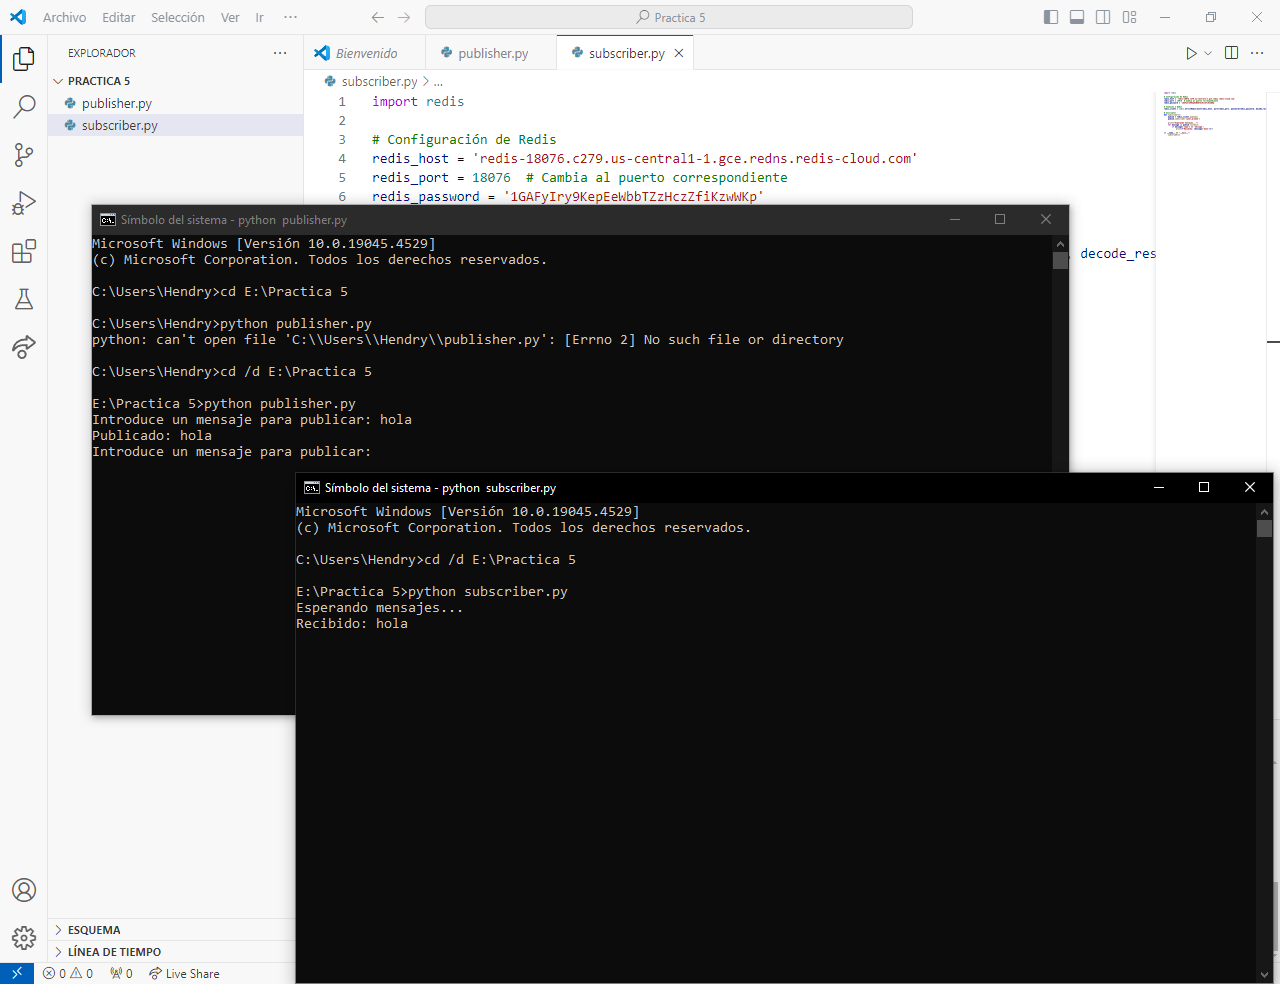 Archivo Editar Selección Ver Ir ···
Practica 5
EXPLORADOR ···
PRACTICA 5
publisher.py
subscriber.py
Bienvenido publisher.py subscriber.py
subscriber.py > ...
1 import redis
2
3 # Configuración de Redis
4 redis_host = 'redis-18076.c279.us-central1-1.gce.redns.redis-cloud.com'
5 redis_port = 18076  # Cambia al puerto correspondiente
6 redis_password = '1GAFyIry9KepEeWbbTZzHczZfiKzwWKp'
decode_res
Símbolo del sistema - python  publisher.py
Microsoft Windows [Versión 10.0.19045.4529]
(c) Microsoft Corporation. Todos los derechos reservados.
C:\Users\Hendry>cd E:\Practica 5
C:\Users\Hendry>python publisher.py
python: can't open file 'C:\\Users\\Hendry\\publisher.py': [Errno 2] No such file or directory
C:\Users\Hendry>cd /d E:\Practica 5
E:\Practica 5>python publisher.py
Introduce un mensaje para publicar: hola
Publicado: hola
Introduce un mensaje para publicar:
Símbolo del sistema - python  subscriber.py
Microsoft Windows [Versión 10.0.19045.4529]
(c) Microsoft Corporation. Todos los derechos reservados.
C:\Users\Hendry>cd /d E:\Practica 5
E:\Practica 5>python subscriber.py
Esperando mensajes...
Recibido: hola
ESQUEMA
LÍNEA DE TIEMPO
0 0 0 Live Share